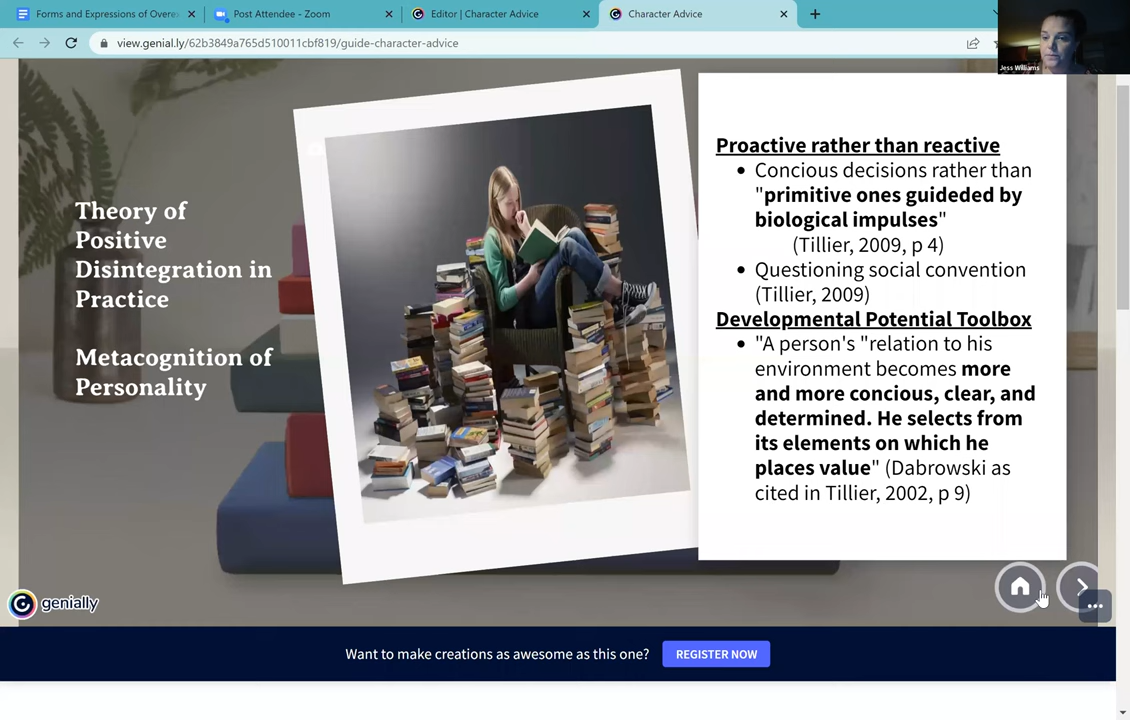 Forms and Expressions of Overex
Post Attendee - Zoom
Editor | Character Advice
Character Advice
view.genial.ly/62b3849a765d510011cbf819/guide-character-advice
Jess Williams
Theory of
Positive
Disintegration in
Practice
Metacognition of
Personality
Proactive rather than reactive
• Concious decisions rather than
"primitive ones guideded by
biological impulses"
(Tillier, 2009, p 4)
• Questioning social convention
(Tillier, 2009)
Developmental Potential Toolbox
• "A person's "relation to his
environment becomes more
and more concious, clear, and
determined. He selects from
its elements on which he
places value" (Dabrowski as
cited in Tillier, 2002, p 9)
genially
Want to make creations as awesome as this one?
REGISTER NOW